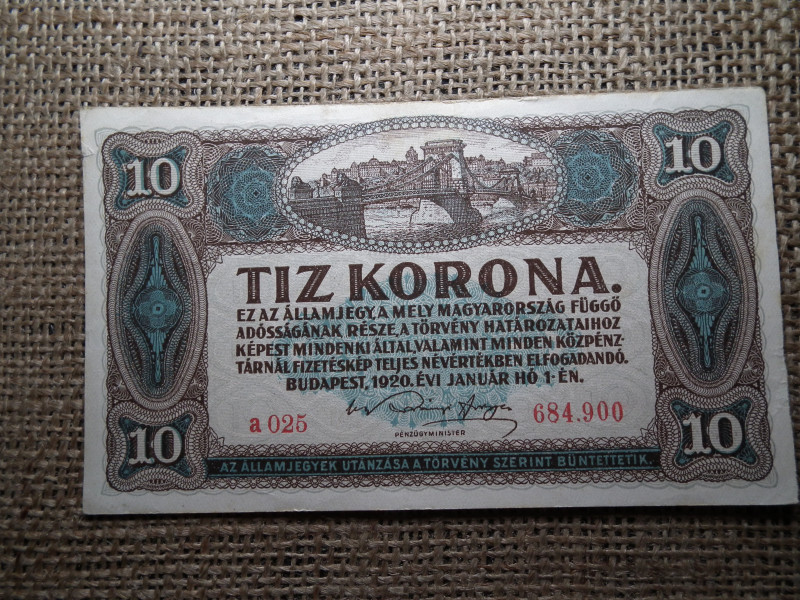 10 10
TIZ KORONA.
EZ AZ ÁLLAMJEGY, A MELY MAGYARORSZÁG FÜGGŐ
ADÓSSÁGÁNAK RÉSZE, A TÖRVÉNY HATÁROZATAIHOZ
KÉPEST MINDENKI ÁLTAL, VALAMINT MINDEN KÖZPÉNZ-
TÁRNÁL FIZETÉSKÉP TELJES NÉVÉRTÉKBEN ELFOGADANDÓ.
BUDAPEST, 1920. ÉVI JANUÁR HÓ 1-ÉN.
a 025 684.900
PÉNZÜGYMINISTER
10 10
AZ ÁLLAMJEGYEK UTÁNZÁSA A TÖRVÉNY SZERINT BÜNTETTETIK.